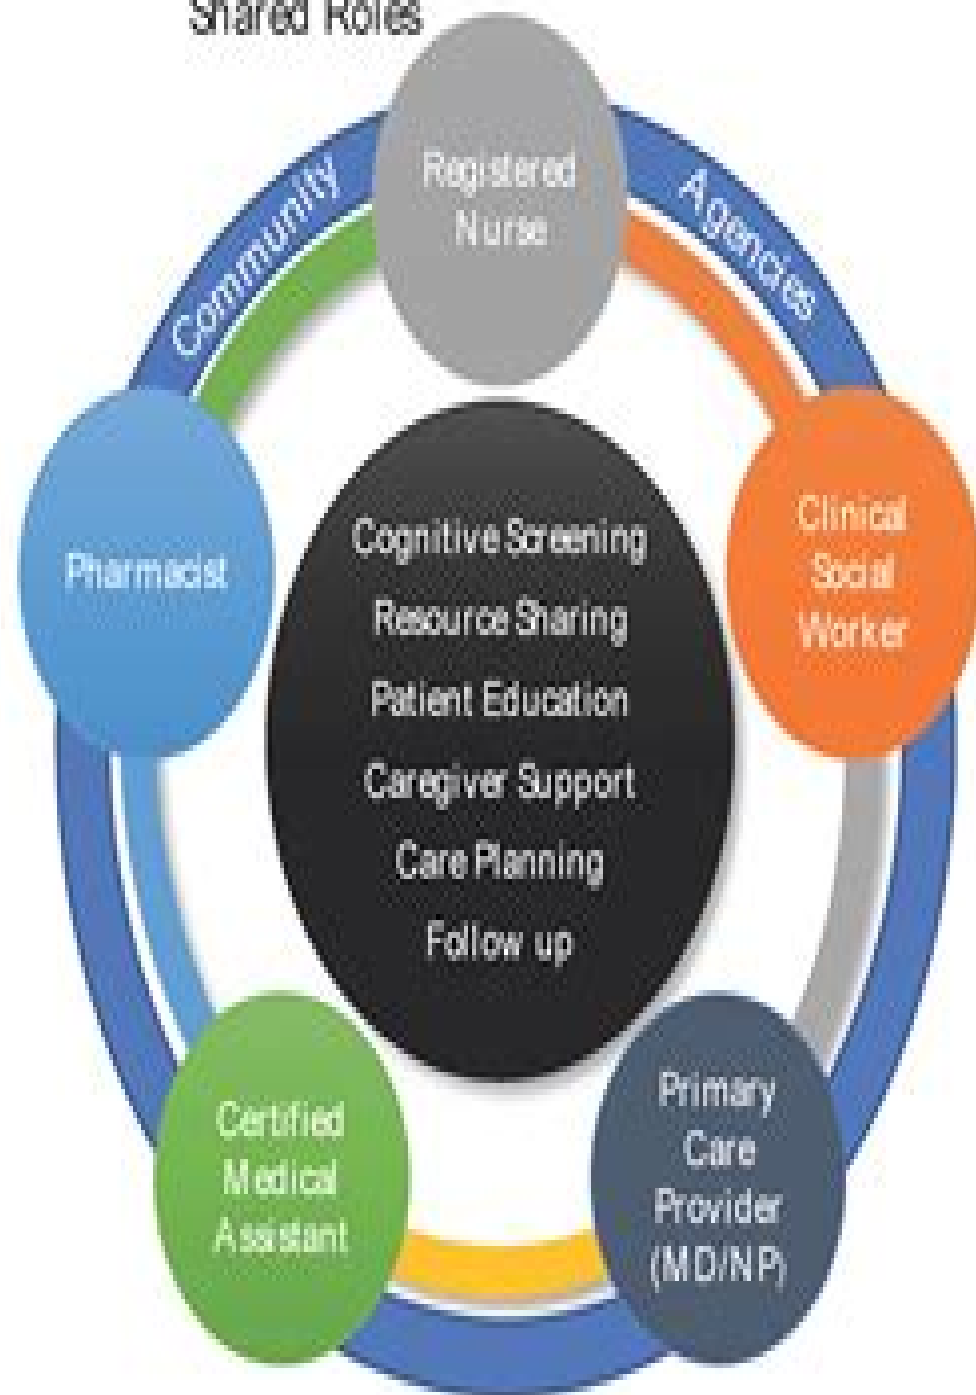 Shared Roles
Community
Agencies
Registered
Nurse
Pharmacist
Clinical
Social
Worker
Cognitive Screening
Resource Sharing
Patient Education
Caregiver Support
Care Planning
Follow up
Certified
Medical
Assistant
Primary
Care
Provider
(MD/NP)